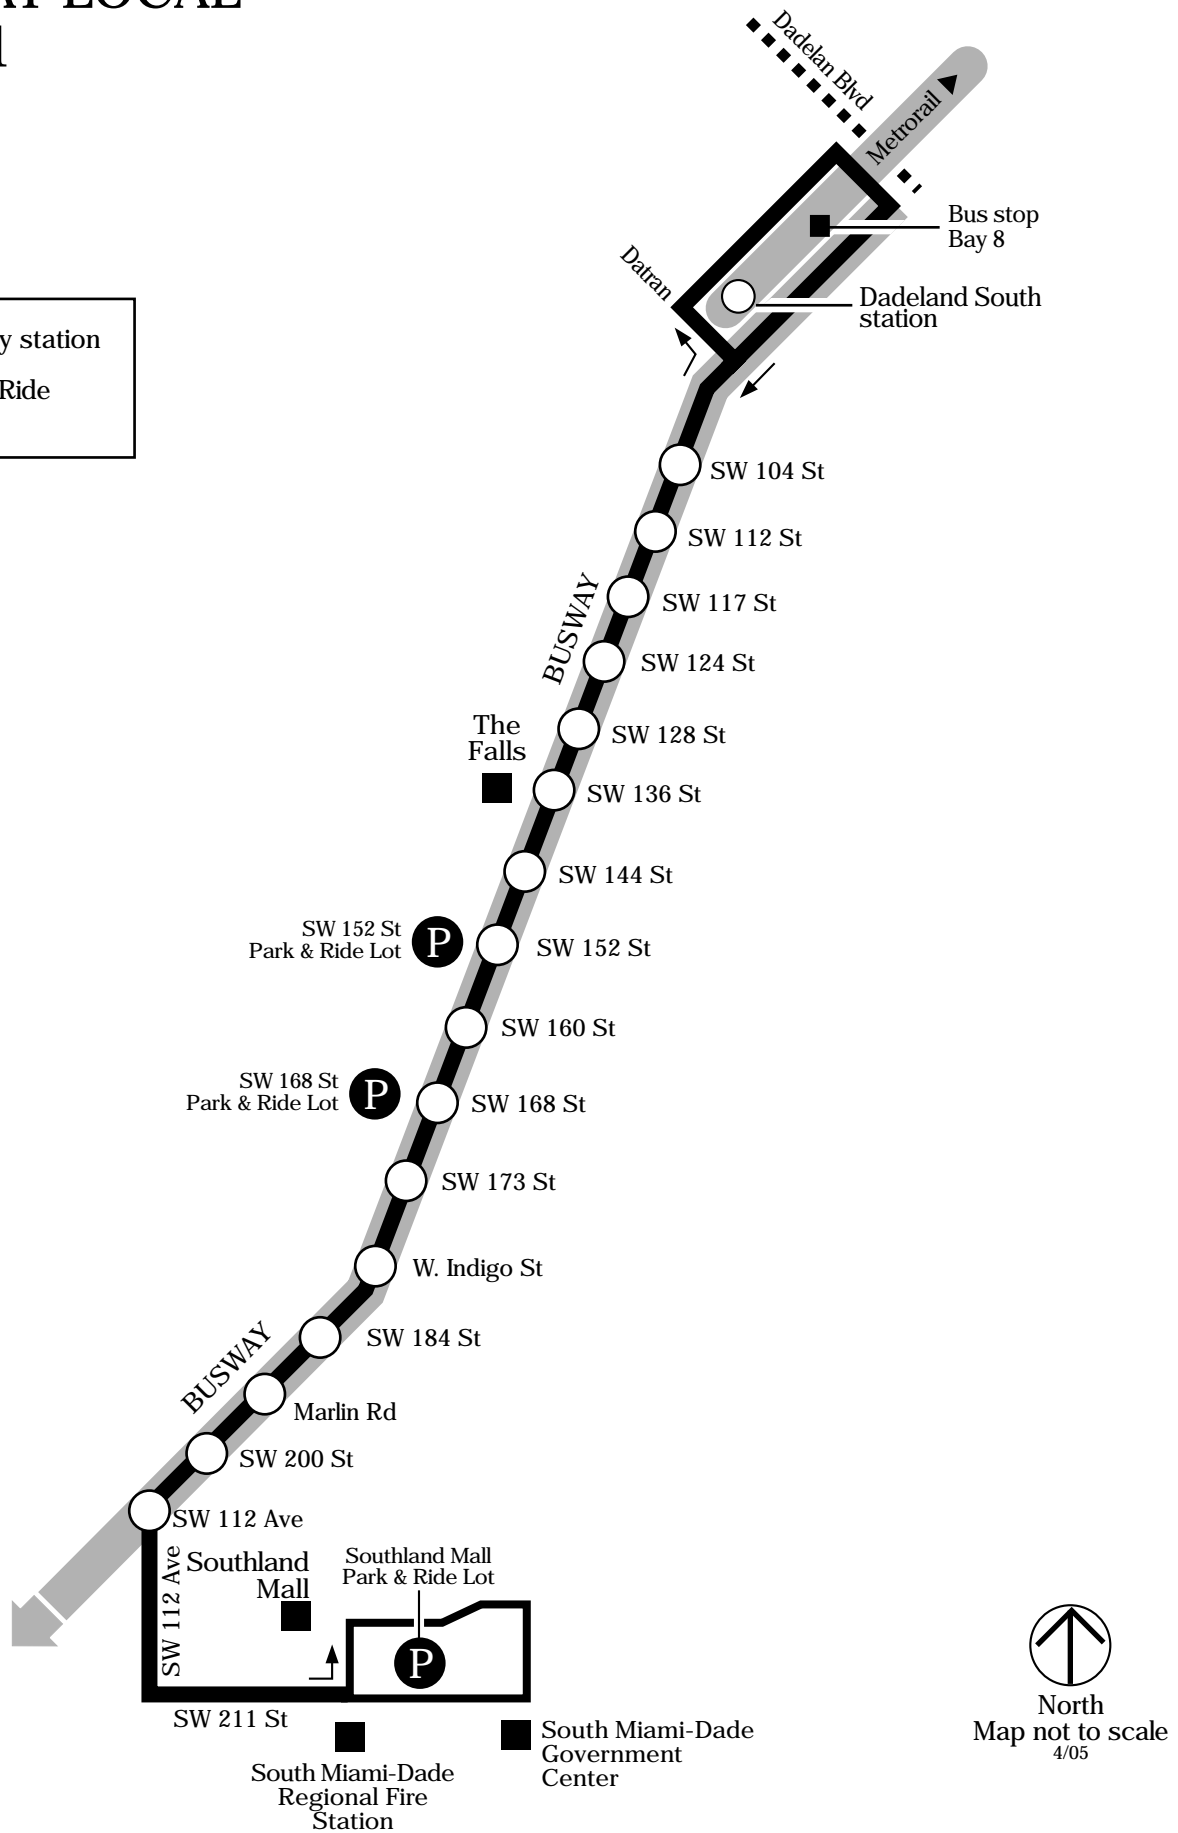 LOCAL
Dadelan Blvd
Metrorail
Bus stop
Bay 8
Datran
Dadeland South
station
station
Ride
SW 104 St
SW 112 St
BUSWAY
SW 117 St
SW 124 St
The
Falls
SW 128 St
SW 136 St
SW 144 St
SW 152 St
Park & Ride Lot
P
SW 152 St
SW 160 St
SW 168 St
Park & Ride Lot
P
SW 168 St
SW 173 St
W. Indigo St
BUSWAY
SW 184 St
Marlin Rd
SW 200 St
SW 112 Ave
SW 112 Ave
Southland
Mall
Southland Mall
Park & Ride Lot
P
SW 211 St
South Miami-Dade
Regional Fire
Station
South Miami-Dade
Government
Center
North
Map not to scale
4/05